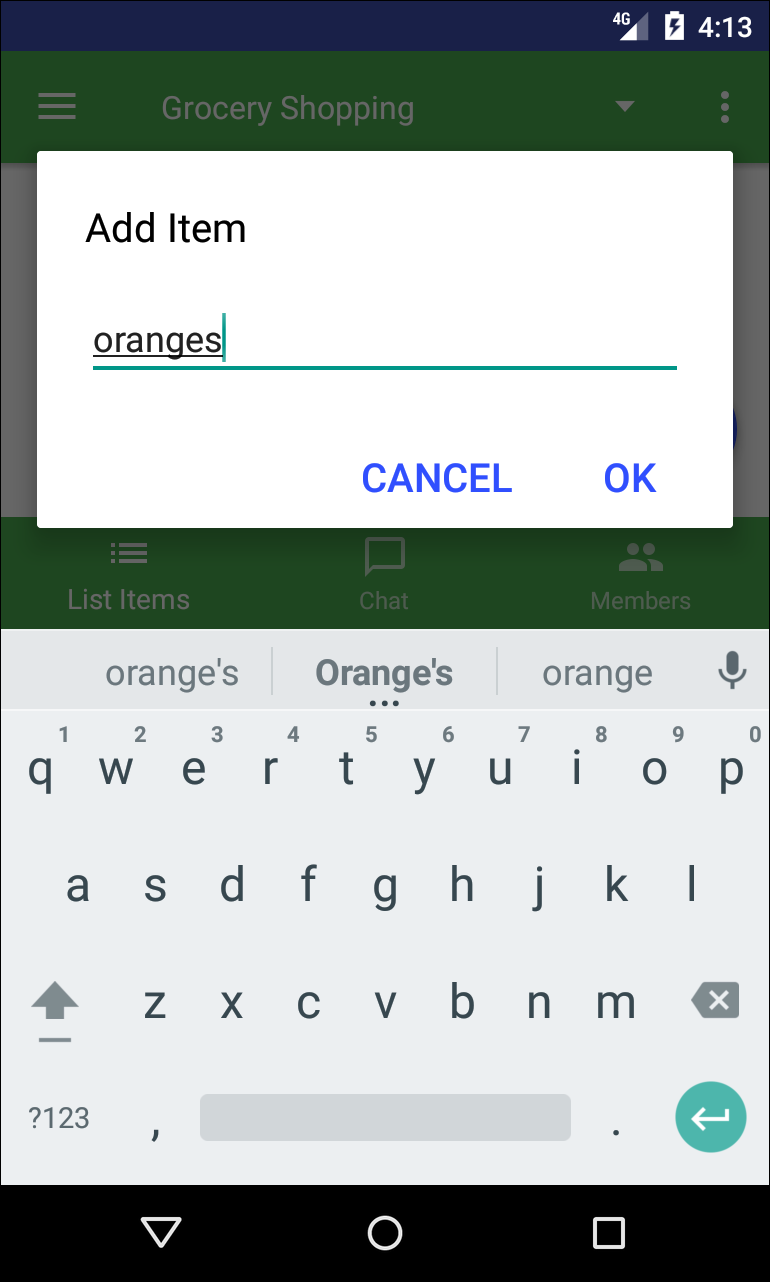 4G 4:13
Grocery Shopping
Add Item
oranges
CANCEL OK
List Items Chat Members
orange's Orange's orange
1 2 3 4 5 6 7 8 9 0
q w e r t y u i o p
a s d f g h j k l
z x c v b n m
?123 , .